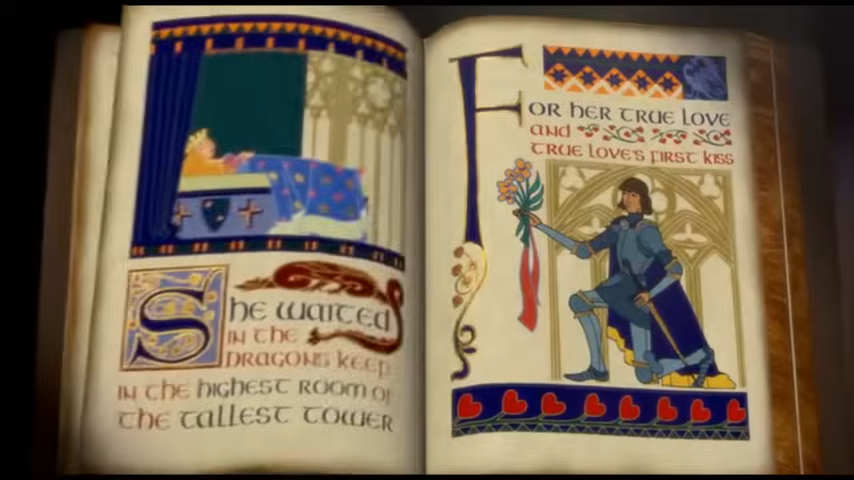 She waited
in the
dragons keep
in the highest room of
the tallest tower
For her true love
and
true love's first kiss